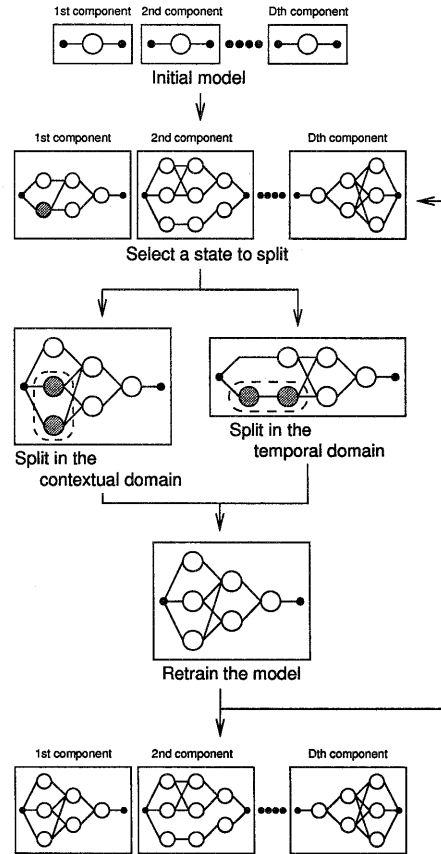 1st component 2nd component Dth component
Initial model
1st component 2nd component Dth component
Select a state to split
Split in the
contextual domain
Split in the
temporal domain
Retrain the model
1st component 2nd component Dth component